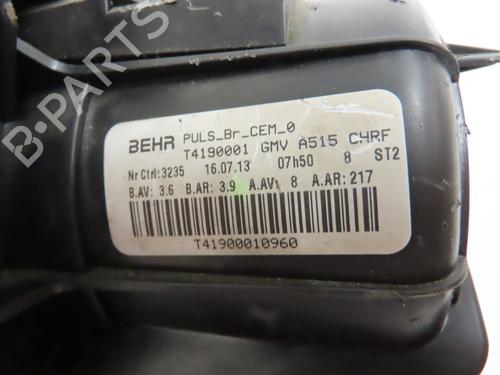 BEHR PULS_Br_CEM_0
T4190001 GMV A515 CHRF
Nr Ctrl:3235 16.07.13 07h50 8 ST2
B.AV: 3.6 B.AR: 3.9 A.AV: 8 A.AR:217
T41900010960
B-PARTS